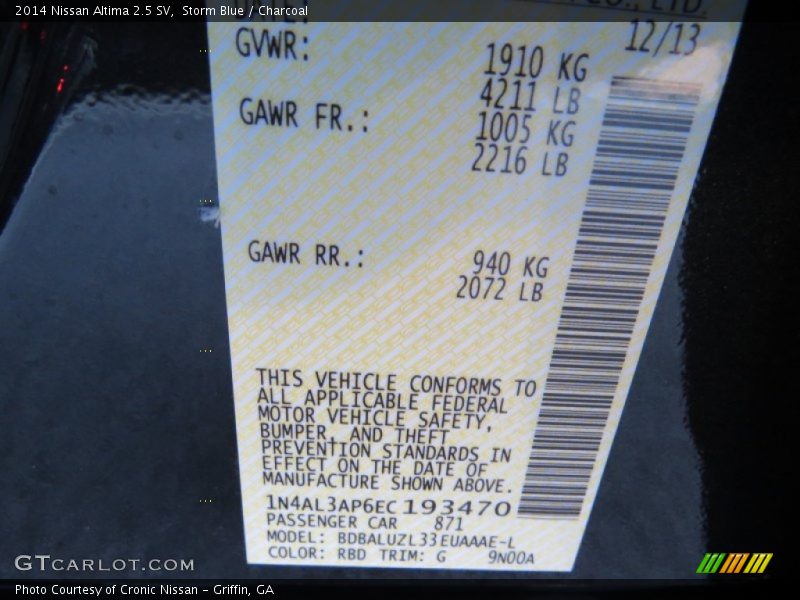 2014 Nissan Altima 2.5 SV, Storm Blue / Charcoal
CO., LTD.
DATE:
12/13
GVWR:
1910 KG
4211 LB
GAWR FR.:
1005 KG
2216 LB
GAWR RR.:
940 KG
2072 LB
THIS VEHICLE CONFORMS TO
ALL APPLICABLE FEDERAL
MOTOR VEHICLE SAFETY,
BUMPER, AND THEFT
PREVENTION STANDARDS IN
EFFECT ON THE DATE OF
MANUFACTURE SHOWN ABOVE.
1N4AL3AP6EC193470
PASSENGER CAR 871
MODEL: BDBALUZL33EUAAAE-L
COLOR: RBD TRIM: G 9N00A
GTCARLOT.COM
Photo Courtesy of Cronic Nissan - Griffin, GA